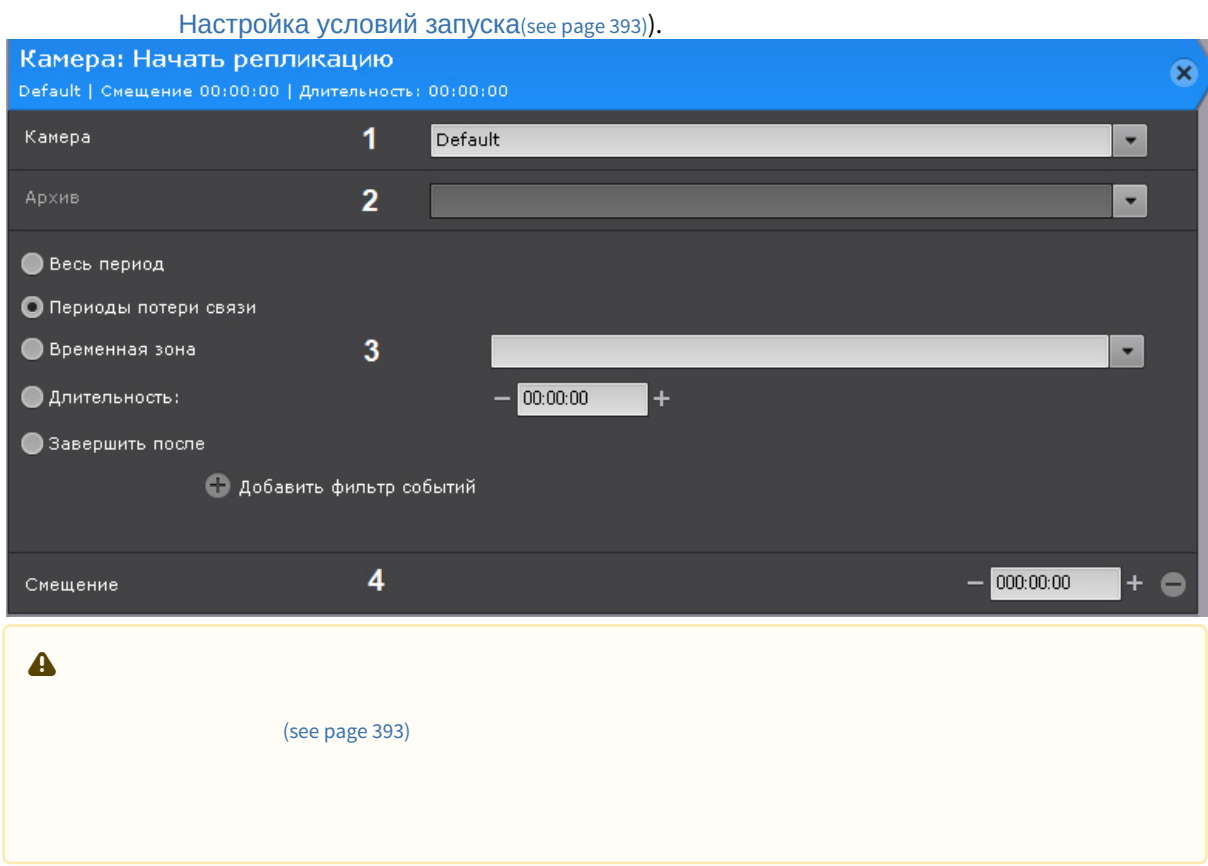 Настройка условий запуска(see page 393)).
Камера: Начать репликацию
Default | Смещение 00:00:00 | Длительность: 00:00:00
Камера 1 Default
Архив 2
Весь период
Периоды потери связи
Временная зона 3
Длительность: − 00:00:00 +
Завершить после
Добавить фильтр событий
Смещение 4 − 000:00:00 +
(see page 393)